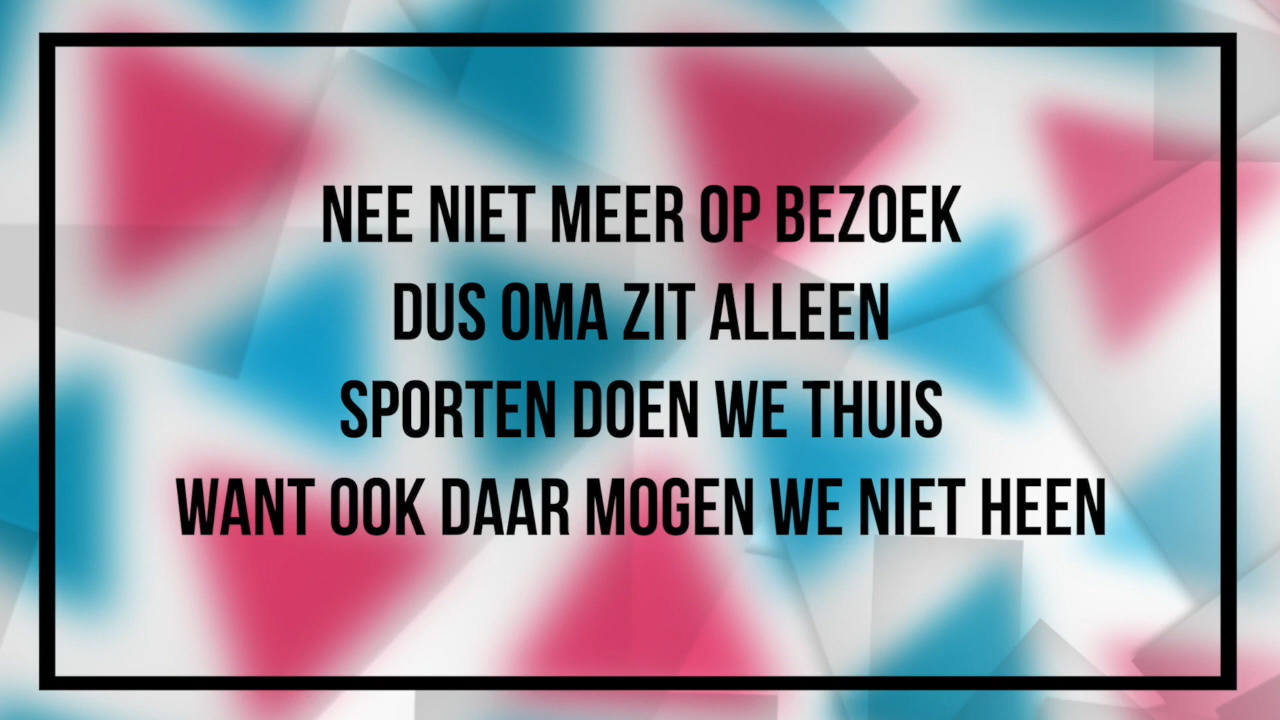 NEE NIET MEER OP BEZOEK
DUS OMA ZIT ALLEEN
SPORTEN DOEN WE THUIS
WANT OOK DAAR MOGEN WE NIET HEEN